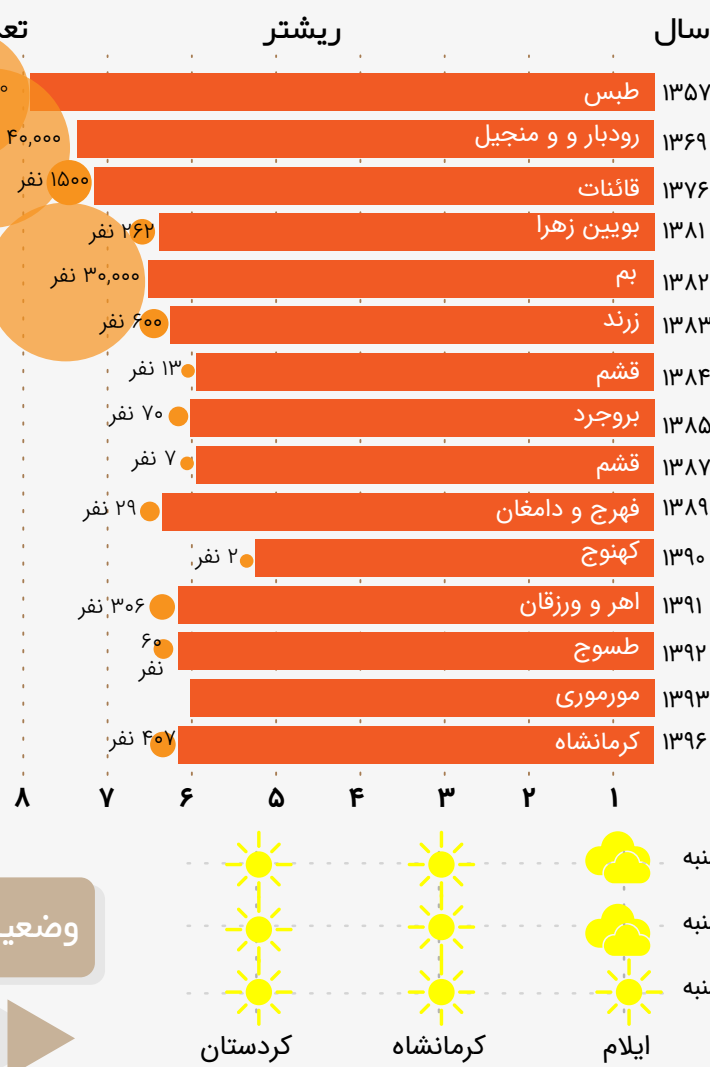 سال ریشتر
۱۳۵۷ طبس
۱۳۶۹ رودبار و و منجیل ۴۰,۰۰۰
۱۳۷۶ قائنات ۱۵۰۰ نفر
۱۳۸۱ بویین زهرا ۲۶۲ نفر
۱۳۸۲ بم ۳۰,۰۰۰ نفر
۱۳۸۳ زرند ۶۰۰ نفر
۱۳۸۴ قشم ۱۳ نفر
۱۳۸۵ بروجرد ۷۰ نفر
۱۳۸۷ قشم ۷ نفر
۱۳۸۹ فهرج و دامغان ۲۹ نفر
۱۳۹۰ کهنوج ۲ نفر
۱۳۹۱ اهر و ورزقان ۳۰۶ نفر
۱۳۹۲ طسوج ۶۰
نفر
۱۳۹۳ مورموری
۱۳۹۶ کرمانشاه ۴۰۷ نفر
۱ ۲ ۳ ۴ ۵ ۶ ۷ ۸
ایلام کرمانشاه کردستان